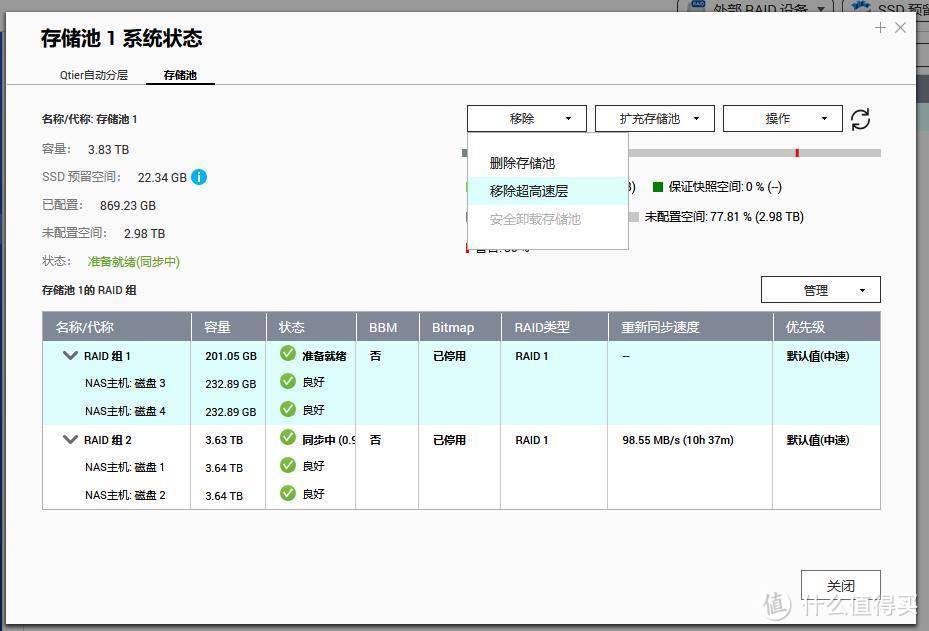 外部 RAID 设备
SSD 预留
存储池 1 系统状态
Qtier自动分层
存储池
名称/代称: 存储池 1
移除
扩充存储池
操作
容量: 3.83 TB
删除存储池
SSD 预留空间: 22.34 GB
移除超高速层
保证快照空间: 0 % (--)
已配置: 869.23 GB
安全卸载存储池
未配置空间: 77.81 % (2.98 TB)
未配置空间: 2.98 TB
状态: 准备就绪(同步中)
存储池 1的 RAID 组
管理
名称/代称 容量 状态 BBM Bitmap RAID类型 重新同步速度 优先级
RAID 组 1 201.05 GB 准备就绪 否 已停用 RAID 1 -- 默认值(中速)
NAS主机: 磁盘 3 232.89 GB 良好
NAS主机: 磁盘 4 232.89 GB 良好
RAID 组 2 3.63 TB 同步中 (0.9 否 已停用 RAID 1 98.55 MB/s (10h 37m) 默认值(中速)
NAS主机: 磁盘 1 3.64 TB 良好
NAS主机: 磁盘 2 3.64 TB 良好
关闭
值 什么值得买